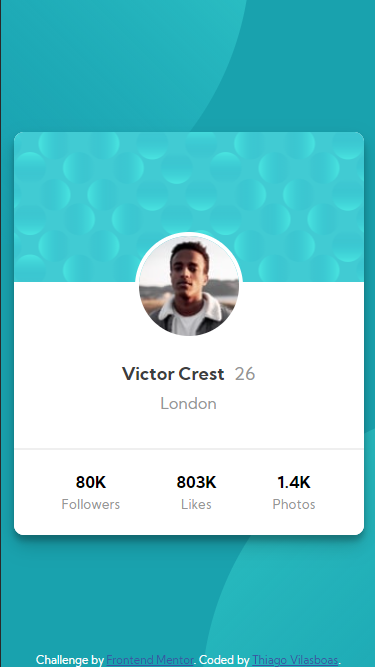 Victor Crest 26
London
80K 803K 1.4K
Followers Likes Photos
Challenge by Frontend Mentor. Coded by Thiago Vilasboas.